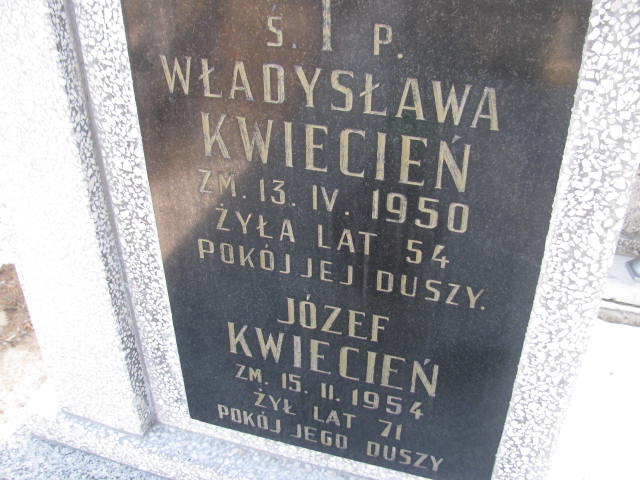 Ś. P.
WŁADYSŁAWA
KWIECIEŃ
ZM. 13. IV. 1950
ŻYŁA LAT 54
POKÓJ JEJ DUSZY.
JÓZEF
KWIECIEŃ
ZM. 15. II. 1954
ŻYŁ LAT 71
POKÓJ JEGO DUSZY